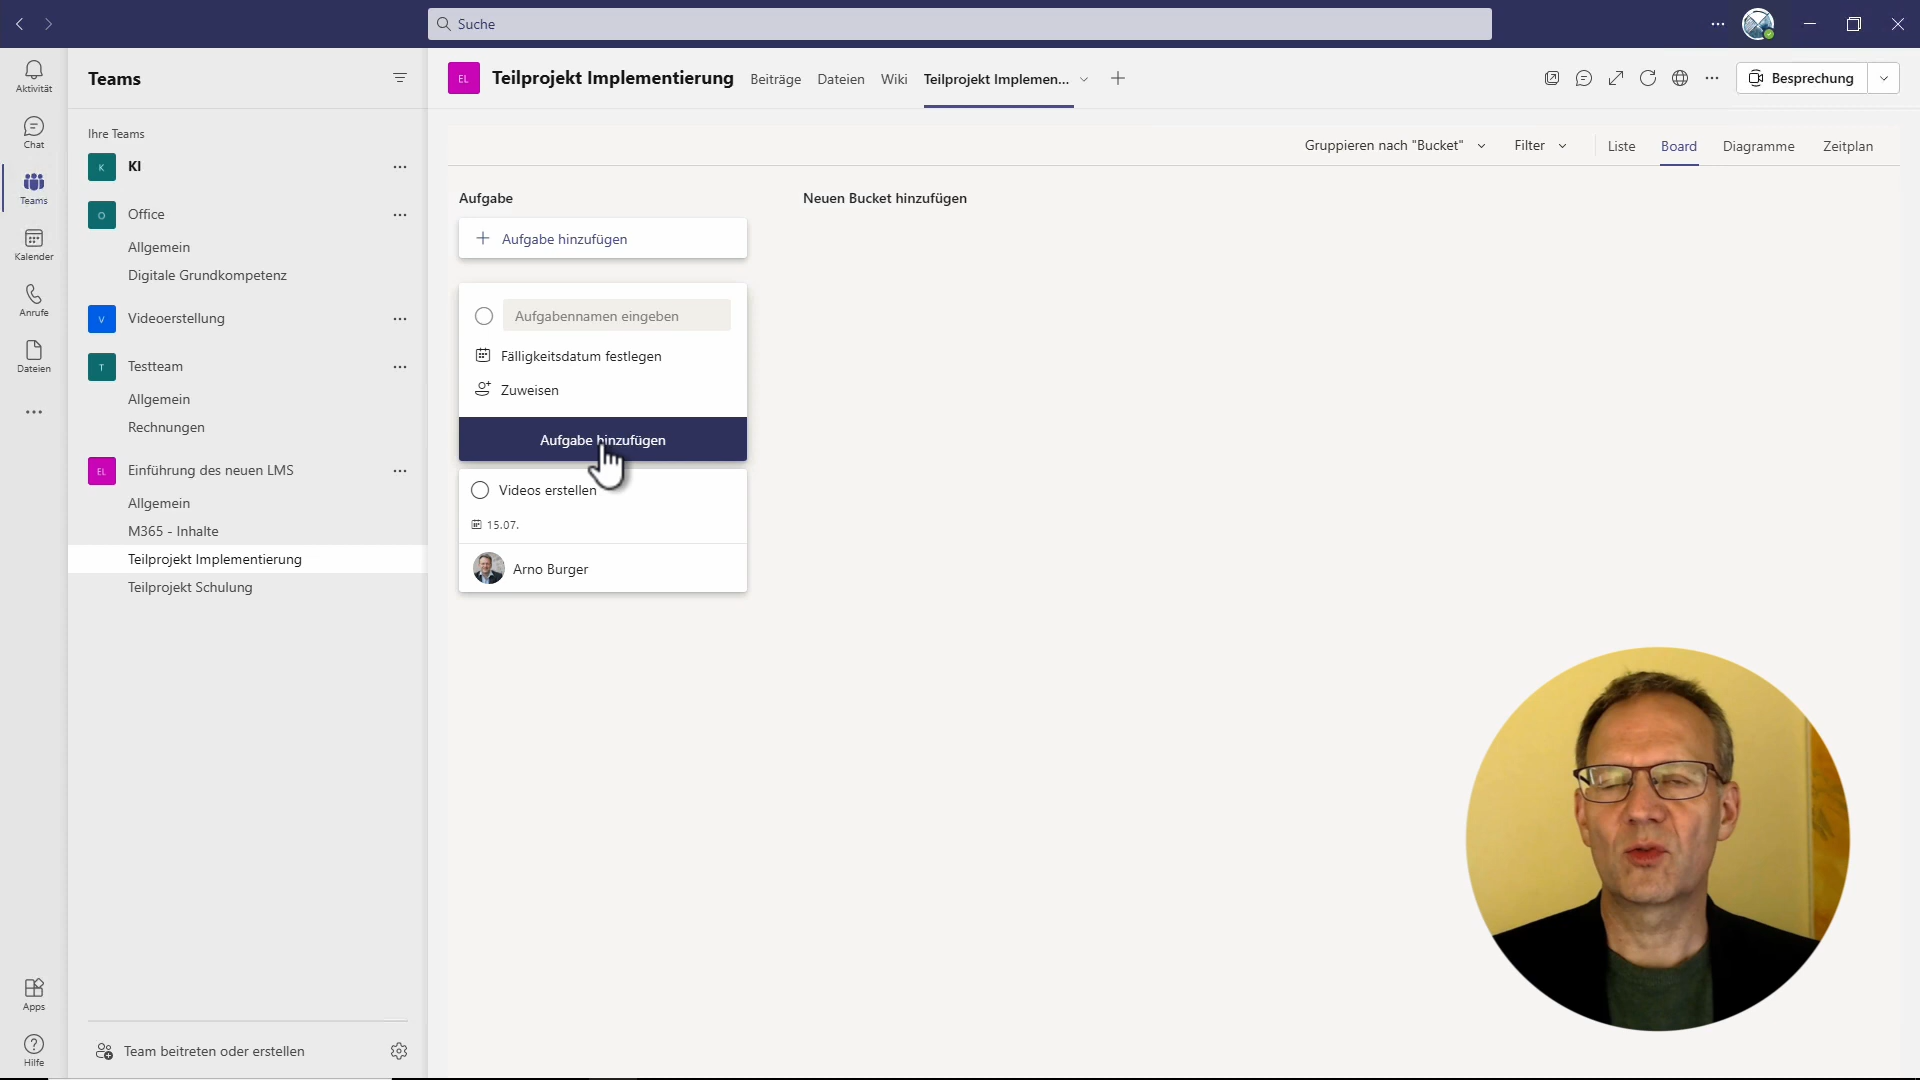 Suche
Aktivität
Chat
Teams
Kalender
Anrufe
Dateien
Apps
Hilfe
Teams
Ihre Teams
K KI
O Office
Allgemein
Digitale Grundkompetenz
V Videoerstellung
T Testteam
Allgemein
Rechnungen
EL Einführung des neuen LMS
Allgemein
M365 - Inhalte
Teilprojekt Implementierung
Teilprojekt Schulung
Team beitreten oder erstellen
EL Teilprojekt Implementierung Beiträge Dateien Wiki Teilprojekt Implemen... Besprechung
Gruppieren nach "Bucket" Filter Liste Board Diagramme Zeitplan
Aufgabe
Neuen Bucket hinzufügen
Aufgabe hinzufügen
Aufgabennamen eingeben
Fälligkeitsdatum festlegen
Zuweisen
Aufgabe hinzufügen
Videos erstellen
15.07.
Arno Burger